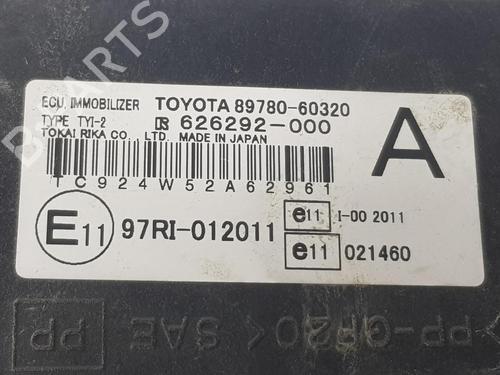 ECU, IMMOBILIZER TOYOTA 89780-60320
TYPE TYI-2 626292-000
TOKAI RIKA CO., LTD. MADE IN JAPAN
A
TC924W52A62961
E11 97RI-012011
e11 I-00 2011
e11 021460
PP
PP-GF20< SAE
PARTS